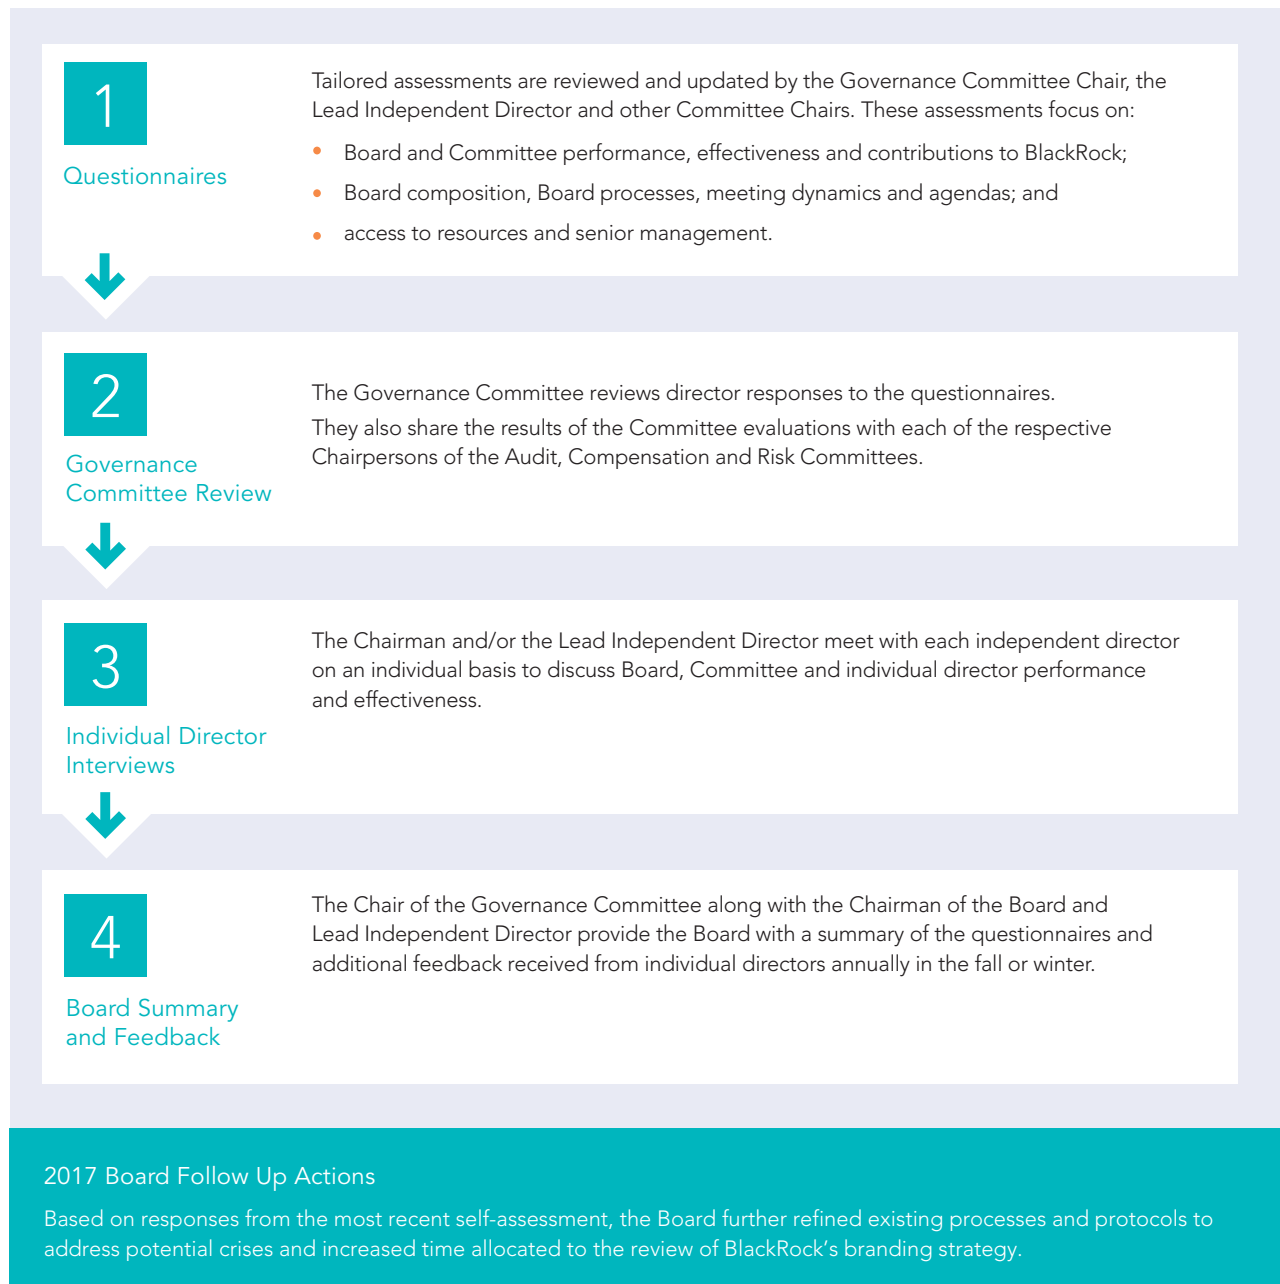 1
Questionnaires
Tailored assessments are reviewed and updated by the Governance Committee Chair, the
Lead Independent Director and other Committee Chairs. These assessments focus on:
• Board and Committee performance, effectiveness and contributions to BlackRock;
• Board composition, Board processes, meeting dynamics and agendas; and
• access to resources and senior management.
2
Governance
Committee Review
The Governance Committee reviews director responses to the questionnaires.
They also share the results of the Committee evaluations with each of the respective
Chairpersons of the Audit, Compensation and Risk Committees.
3
Individual Director
Interviews
The Chairman and/or the Lead Independent Director meet with each independent director
on an individual basis to discuss Board, Committee and individual director performance
and effectiveness.
4
Board Summary
and Feedback
The Chair of the Governance Committee along with the Chairman of the Board and
Lead Independent Director provide the Board with a summary of the questionnaires and
additional feedback received from individual directors annually in the fall or winter.
2017 Board Follow Up Actions
Based on responses from the most recent self-assessment, the Board further refined existing processes and protocols to
address potential crises and increased time allocated to the review of BlackRock's branding strategy.